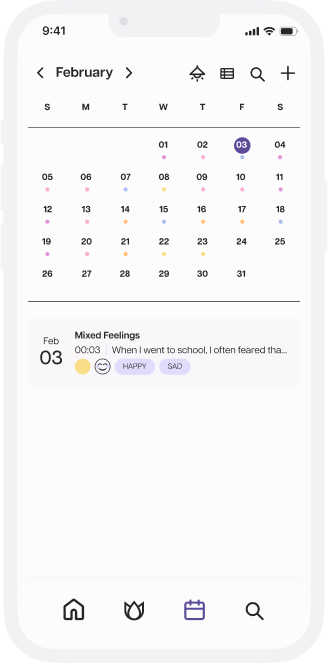 9:41
February
S M T W T F S
01 02 03 04
05 06 07 08 09 10 11
12 13 14 15 16 17 18
19 20 21 22 23 24 25
26 27 28 29 30 31
Feb
03
Mixed Feelings
00:03 When I went to school, I often feared tha...
HAPPY SAD